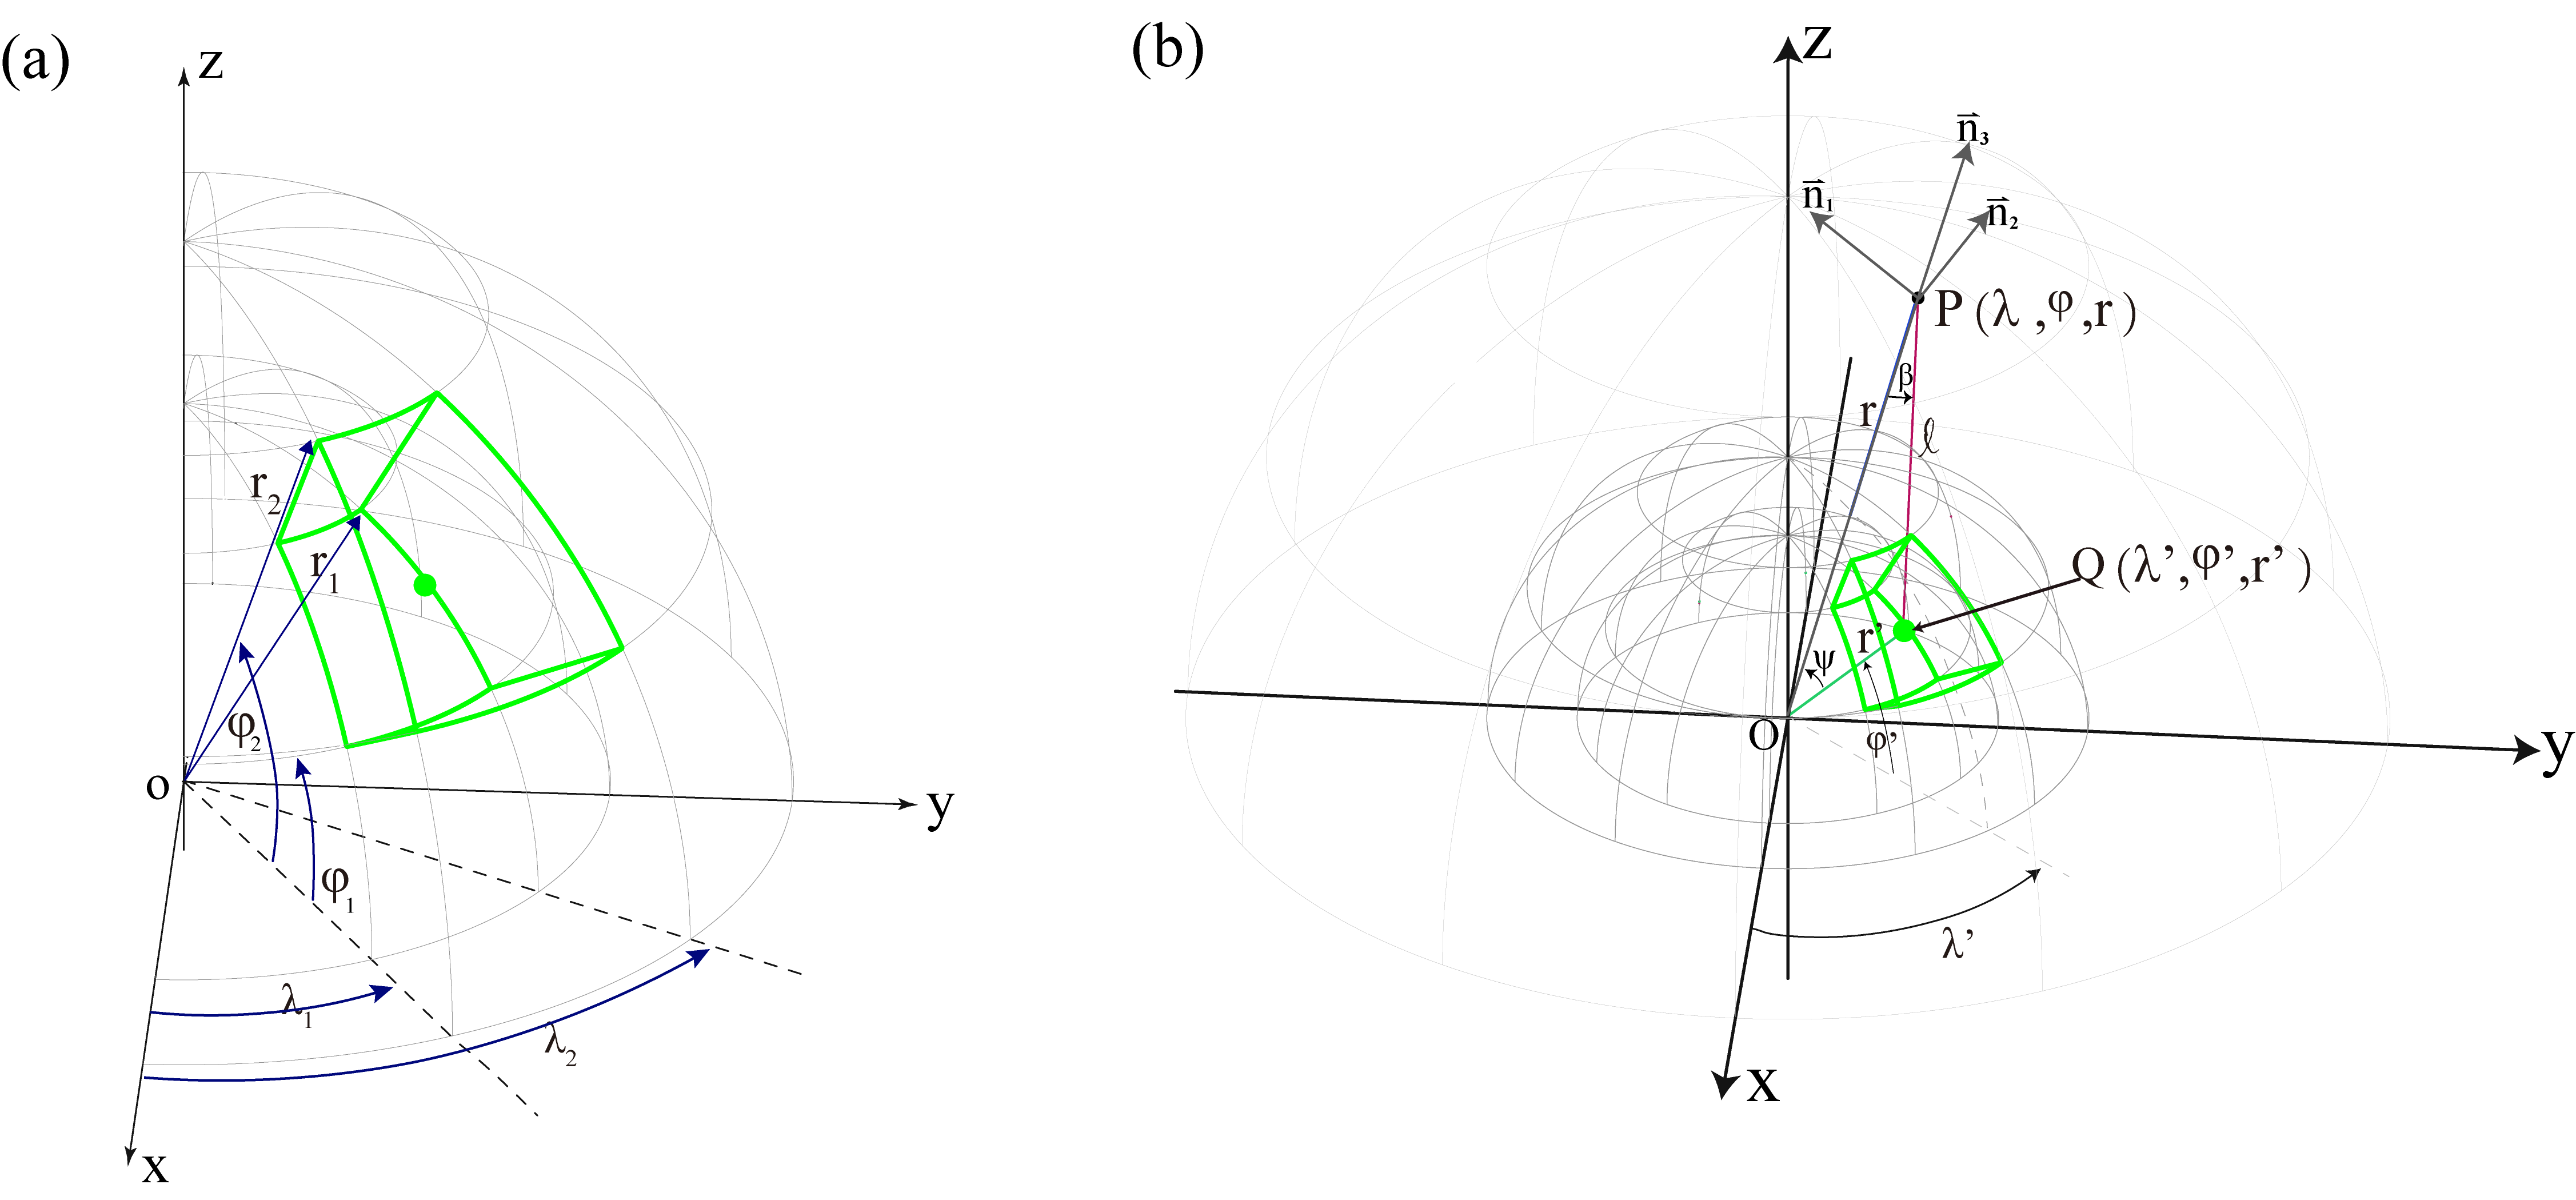 (a)
z
r₂
r₁
φ₂
φ₁
o
y
λ₁
λ₂
x
(b)
z
n⃗₃
n⃗₁
n⃗₂
P (λ ,φ ,r )
β
r
ℓ
Q (λ’,φ’,r’ )
r’
ψ
O
φ’
y
λ’
x